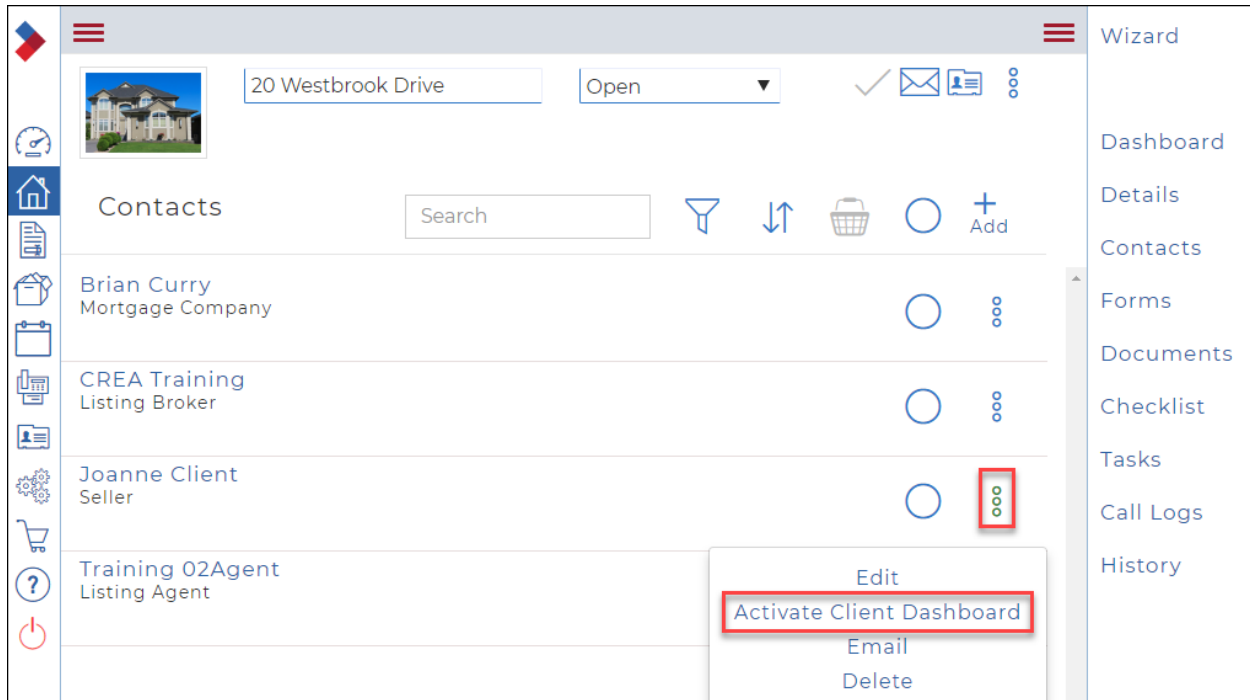 Wizard
20 Westbrook Drive
Open
Dashboard
Details
Contacts
Search
Add
Contacts
Brian Curry
Mortgage Company
Forms
Documents
CREA Training
Listing Broker
Checklist
Tasks
Joanne Client
Seller
Call Logs
History
Training 02Agent
Listing Agent
Edit
Activate Client Dashboard
Email
Delete
?